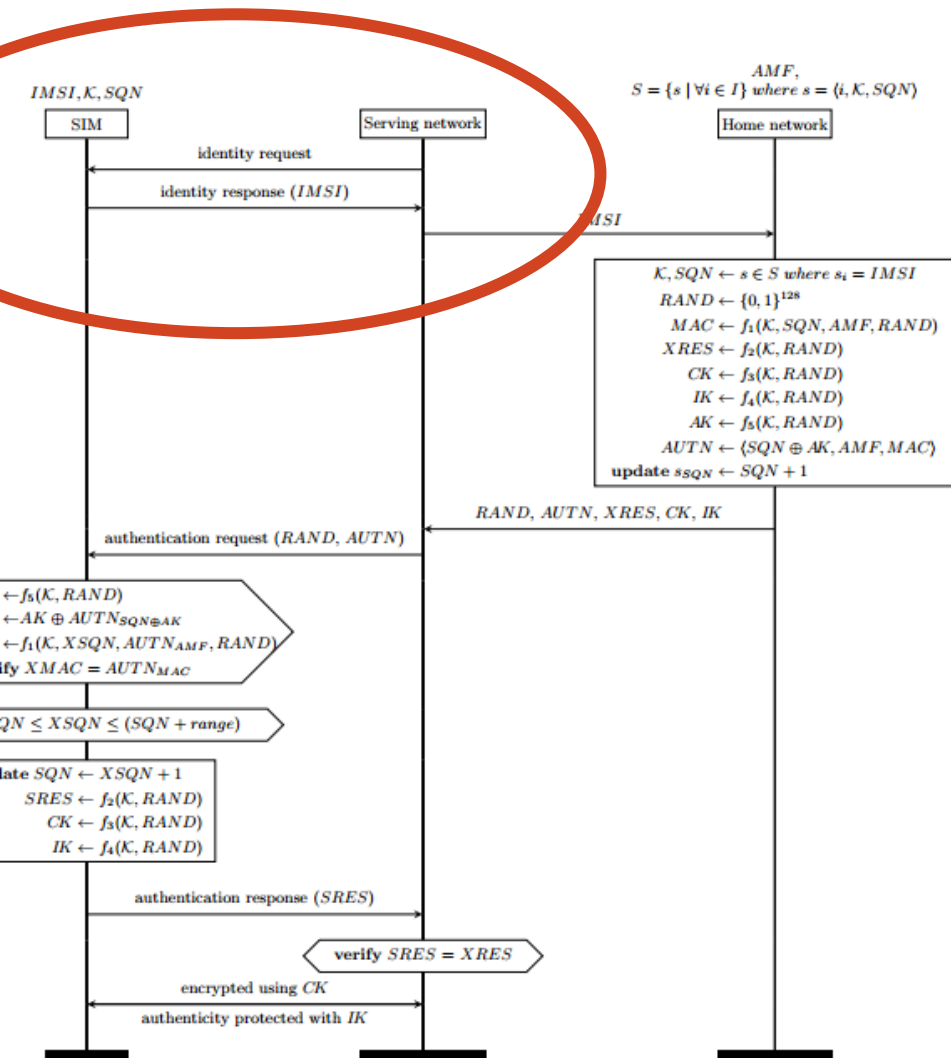 AMF,
S = {s | ∀i ∈ I} where s = ⟨i, K, SQN⟩
IMSI, K, SQN
SIM
Serving network
Home network
identity request
identity response (IMSI)
MSI
K, SQN ← s ∈ S where sᵢ = IMSI
RAND ← {0, 1}¹²⁸
MAC ← f₁(K, SQN, AMF, RAND)
XRES ← f₂(K, RAND)
CK ← f₃(K, RAND)
IK ← f₄(K, RAND)
AK ← f₅(K, RAND)
AUTN ← ⟨SQN ⊕ AK, AMF, MAC⟩
update s_SQN ← SQN + 1
RAND, AUTN, XRES, CK, IK
authentication request (RAND, AUTN)
←f₅(K, RAND)
←AK ⊕ AUTN_SQN⊕AK
←f₁(K, XSQN, AUTN_AMF, RAND)
ify XMAC = AUTN_MAC
QN ≤ XSQN ≤ (SQN + range)
late SQN ← XSQN + 1
SRES ← f₂(K, RAND)
CK ← f₃(K, RAND)
IK ← f₄(K, RAND)
authentication response (SRES)
verify SRES = XRES
encrypted using CK
authenticity protected with IK